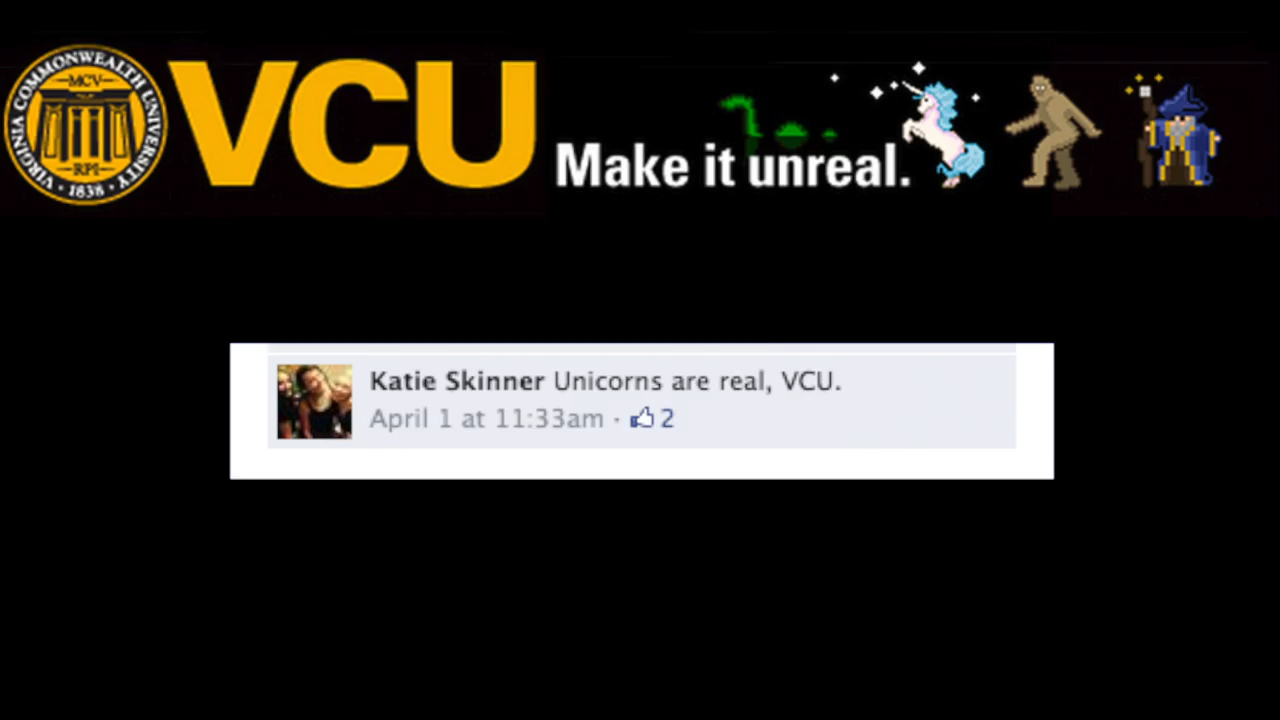 VIRGINIA COMMONWEALTH UNIVERSITY
MCV
RPI
· 1838 ·
VCU
Make it unreal.
Katie Skinner Unicorns are real, VCU.
April 1 at 11:33am · 2